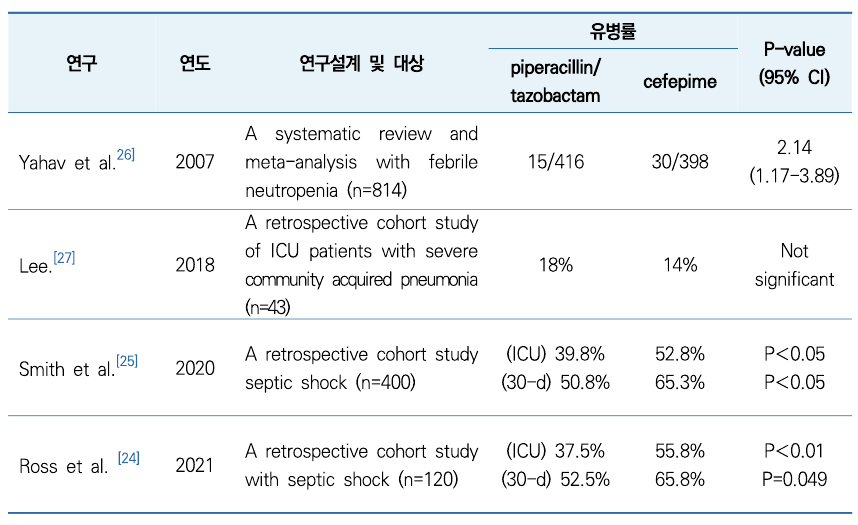 연구 연도 연구설계 및 대상 유병률 P-value (95% CI)
piperacillin/tazobactam cefepime
Yahav et al.26] 2007 A systematic review and meta-analysis with febrile neutropenia (n=814) 15/416 30/398 2.14 (1.17-3.89)
Lee.[27] 2018 A retrospective cohort study of ICU patients with severe community acquired pneumonia (n=43) 18% 14% Not significant
Smith et al.[25] 2020 A retrospective cohort study septic shock (n=400) (ICU) 39.8% 52.8% P<0.05
(30-d) 50.8% 65.3% P<0.05
Ross et al. [24] 2021 A retrospective cohort study with septic shock (n=120) (ICU) 37.5% 55.8% P<0.01
(30-d) 52.5% 65.8% P=0.049